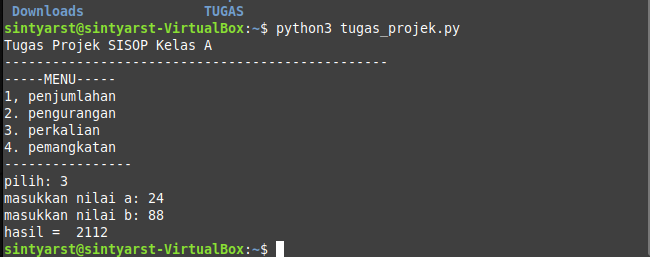 Downloads TUGAS
sintyarst@sintyarst-VirtualBox:~$ python3 tugas_projek.py
Tugas Projek SISOP Kelas A
------------------------------------------------
-----MENU-----
1, penjumlahan
2. pengurangan
3. perkalian
4. pemangkatan
----------------
pilih: 3
masukkan nilai a: 24
masukkan nilai b: 88
hasil =  2112
sintyarst@sintyarst-VirtualBox:~$